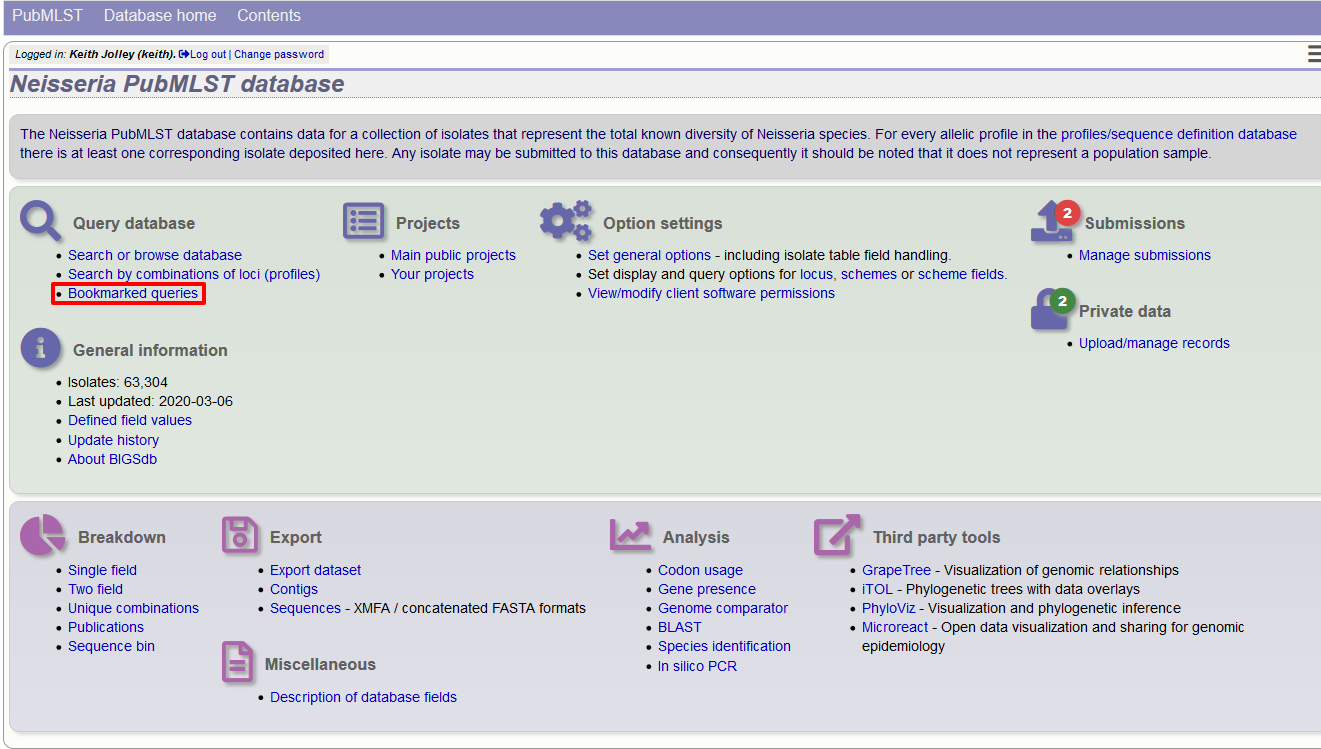 PubMLST Database home Contents
Logged in: Keith Jolley (keith). Log out | Change password
Neisseria PubMLST database
The Neisseria PubMLST database contains data for a collection of isolates that represent the total known diversity of Neisseria species. For every allelic profile in the profiles/sequence definition database
there is at least one corresponding isolate deposited here. Any isolate may be submitted to this database and consequently it should be noted that it does not represent a population sample.
Query database
• Search or browse database
• Search by combinations of loci (profiles)
• Bookmarked queries
Projects
• Main public projects
• Your projects
Option settings
• Set general options - including isolate table field handling.
• Set display and query options for locus, schemes or scheme fields.
• View/modify client software permissions
2
Submissions
• Manage submissions
2
Private data
• Upload/manage records
General information
• Isolates: 63,304
• Last updated: 2020-03-06
• Defined field values
• Update history
• About BIGSdb
Breakdown
• Single field
• Two field
• Unique combinations
• Publications
• Sequence bin
Export
• Export dataset
• Contigs
• Sequences - XMFA / concatenated FASTA formats
Miscellaneous
• Description of database fields
Analysis
• Codon usage
• Gene presence
• Genome comparator
• BLAST
• Species identification
• In silico PCR
Third party tools
• GrapeTree - Visualization of genomic relationships
• iTOL - Phylogenetic trees with data overlays
• PhyloViz - Visualization and phylogenetic inference
• Microreact - Open data visualization and sharing for genomic
epidemiology